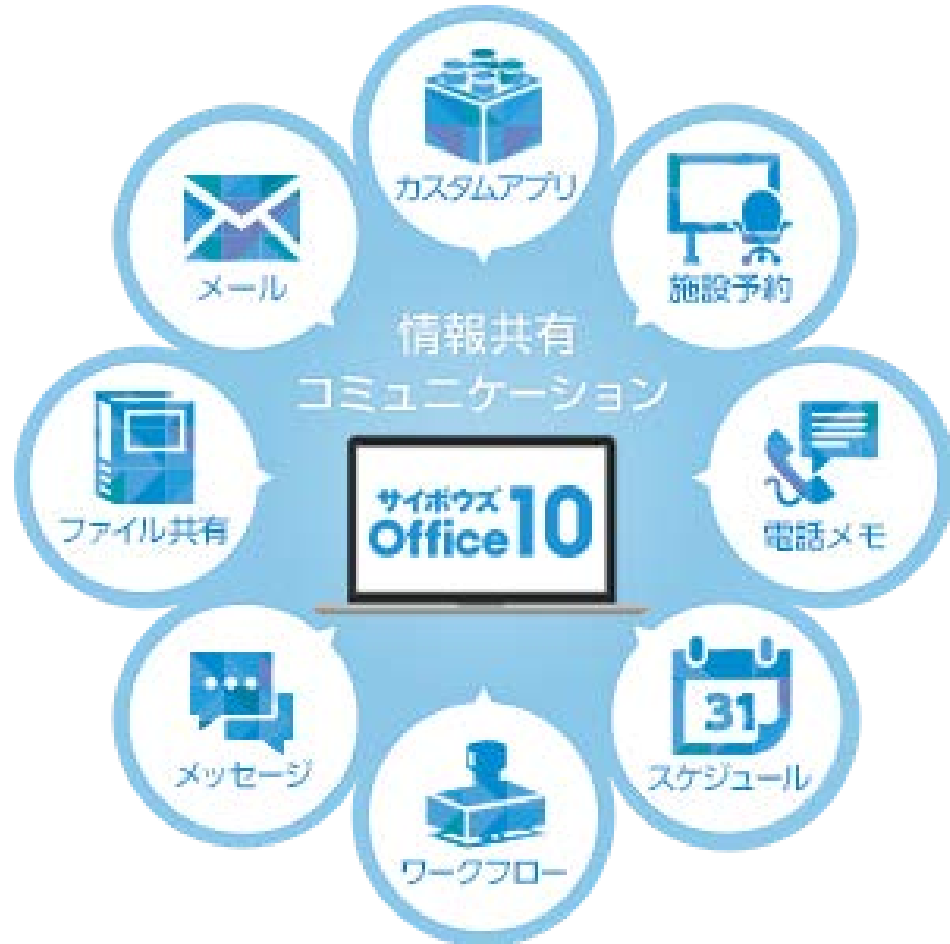 カスタムアプリ
メール
施設予約
情報共有
コミュニケーション
ファイル共有
サイボウズ
Office10
電話メモ
メッセージ
31
スケジュール
ワークフロー